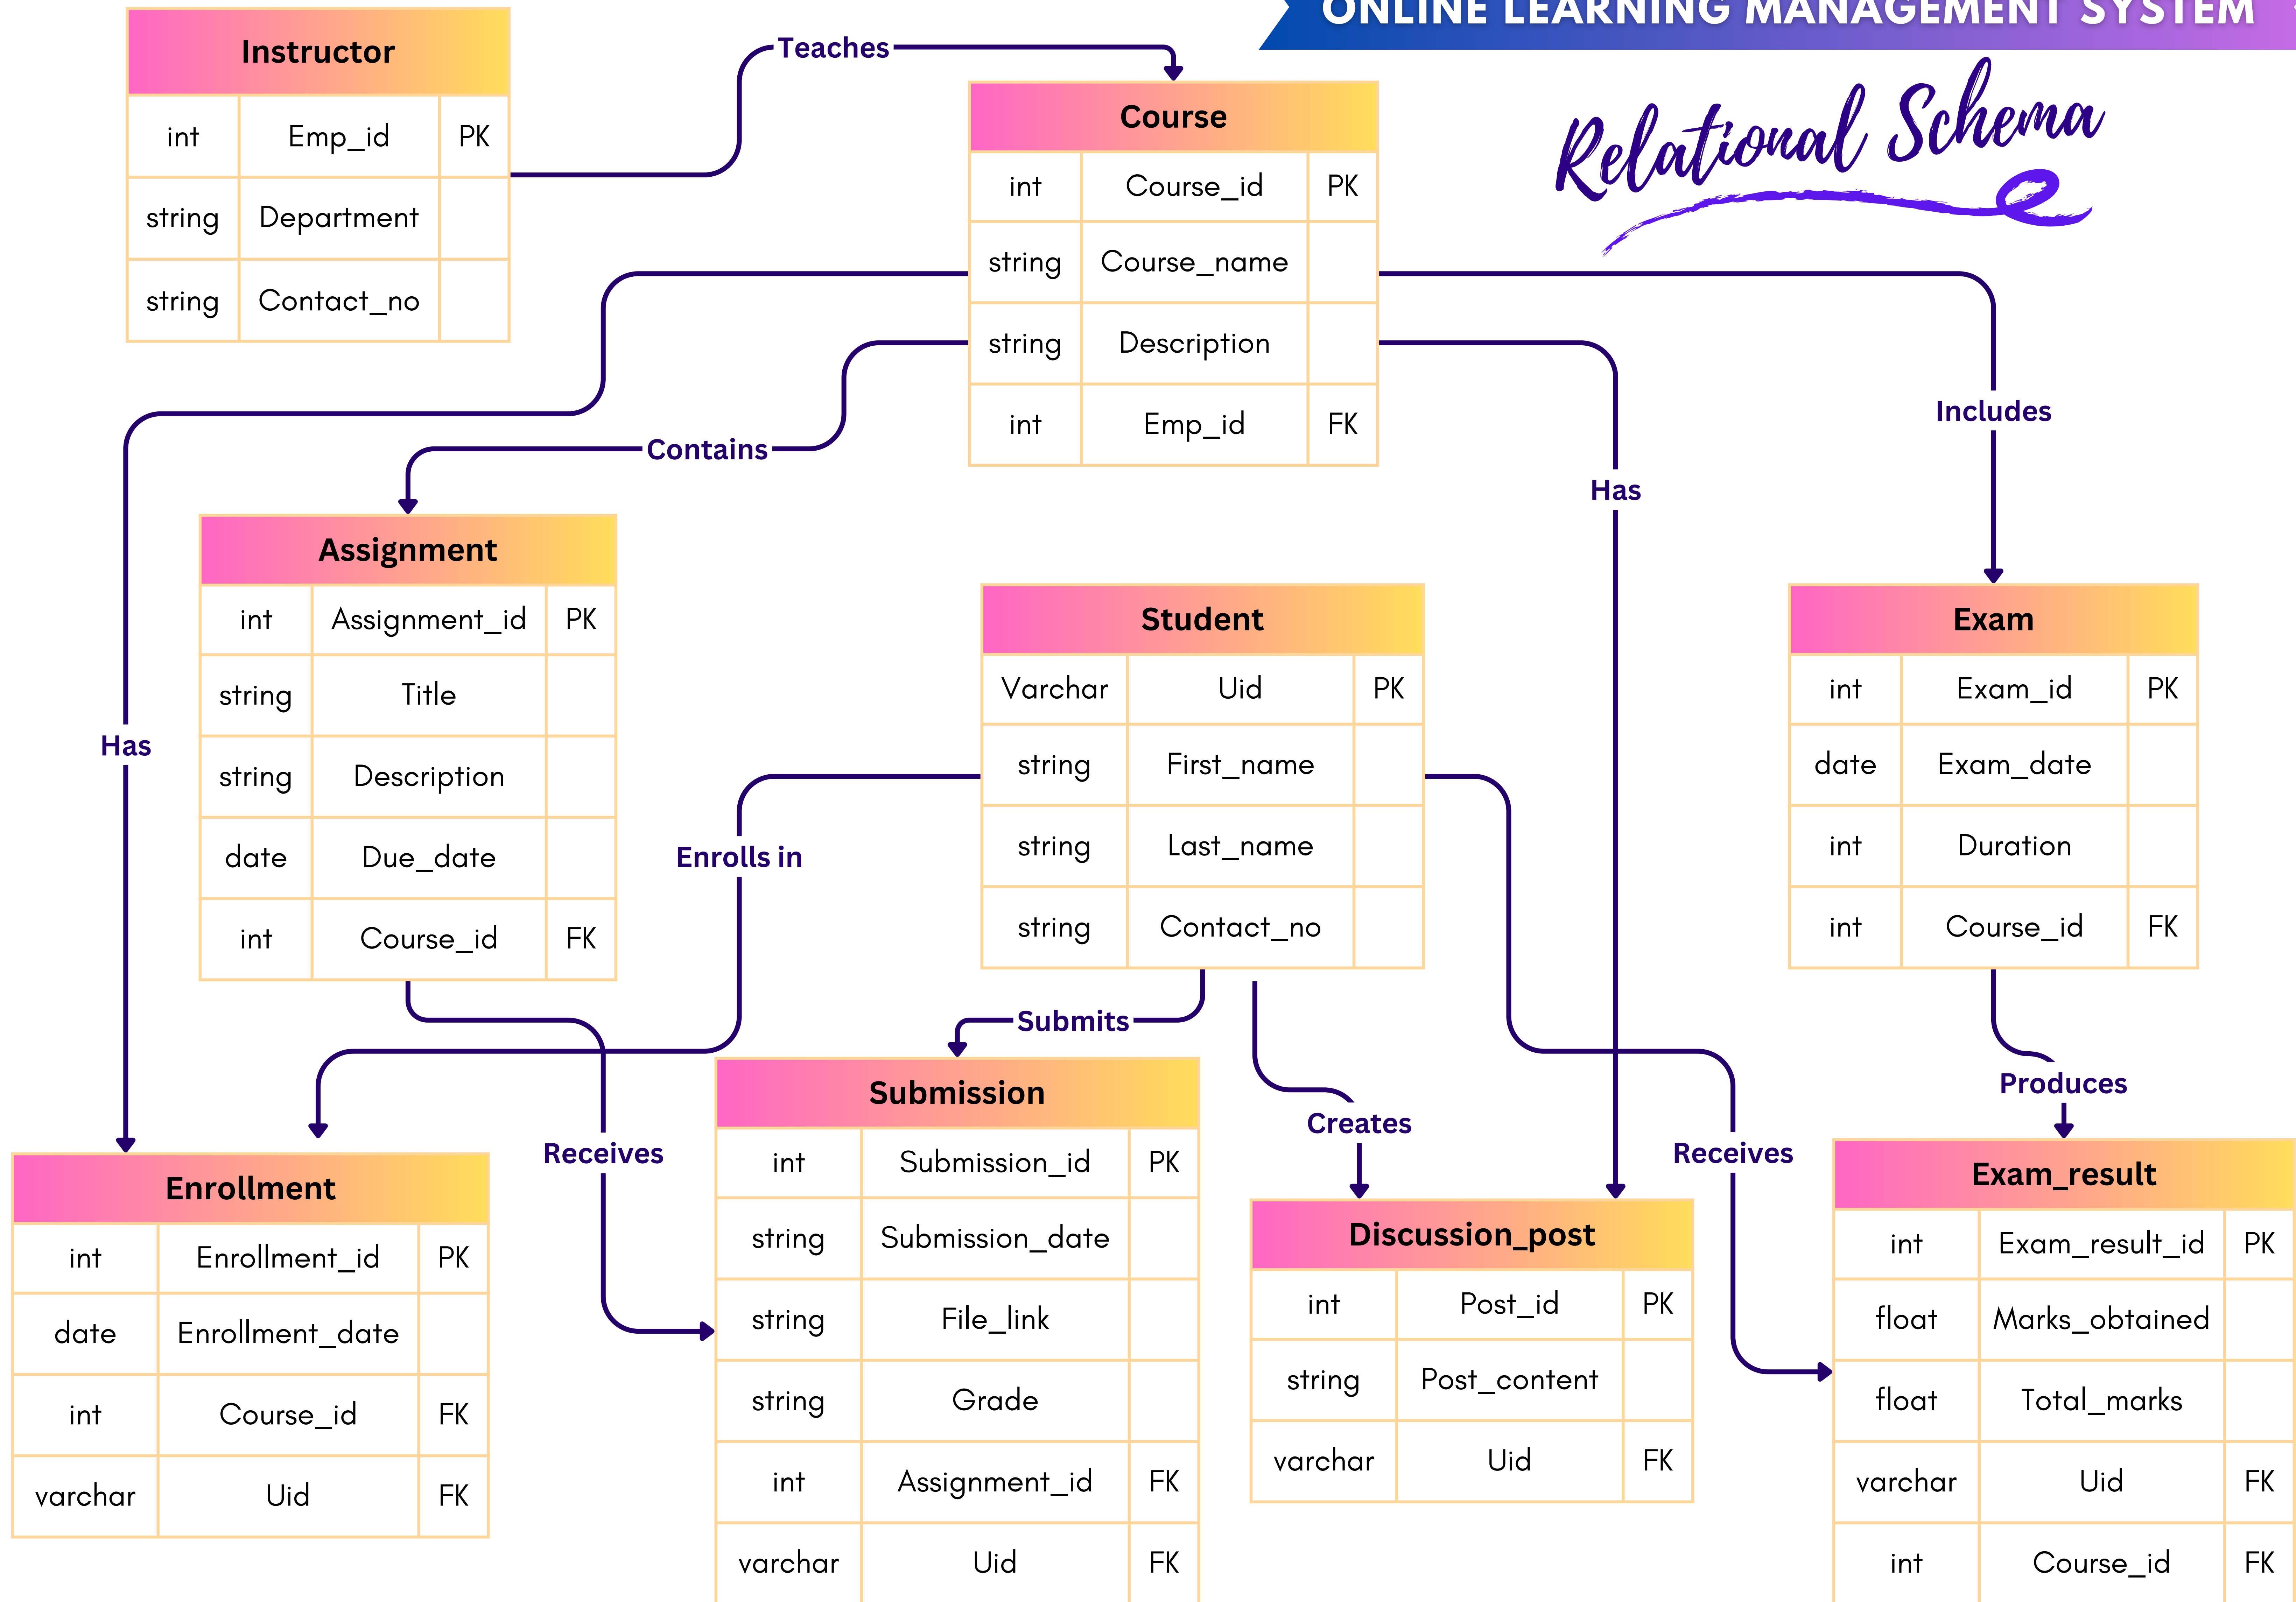 ONLINE LEARNING MANAGEMENT SYSTEM
Relational Schema
Instructor
int Emp_id PK
string Department
string Contact_no
Teaches
Course
int Course_id PK
string Course_name
string Description
int Emp_id FK
Contains
Has
Includes
Has
Assignment
int Assignment_id PK
string Title
string Description
date Due_date
int Course_id FK
Student
Varchar Uid PK
string First_name
string Last_name
string Contact_no
Exam
int Exam_id PK
date Exam_date
int Duration
int Course_id FK
Enrolls in
Submits
Creates
Receives
Receives
Produces
Enrollment
int Enrollment_id PK
date Enrollment_date
int Course_id FK
varchar Uid FK
Submission
int Submission_id PK
string Submission_date
string File_link
string Grade
int Assignment_id FK
varchar Uid FK
Discussion_post
int Post_id PK
string Post_content
varchar Uid FK
Exam_result
int Exam_result_id PK
float Marks_obtained
float Total_marks
varchar Uid FK
int Course_id FK